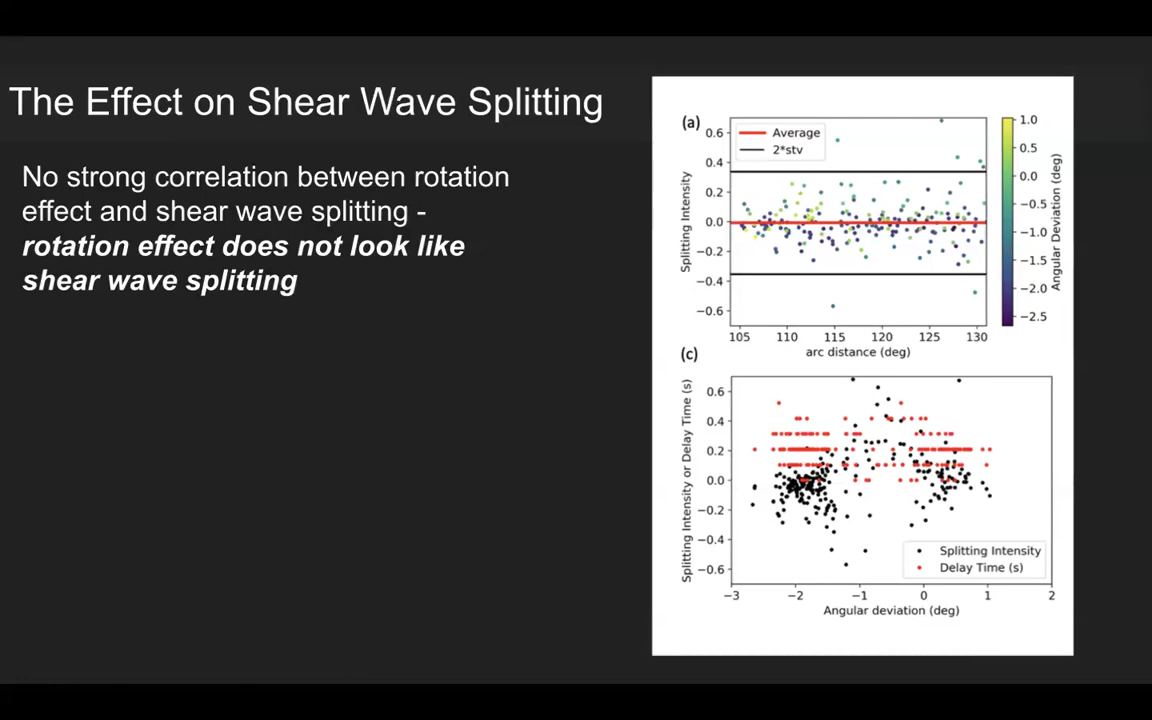 The Effect on Shear Wave Splitting
No strong correlation between rotation
effect and shear wave splitting -
rotation effect does not look like
shear wave splitting
(a)
Splitting Intensity
0.6
0.4
0.2
0.0
−0.2
−0.4
−0.6
Average
2*stv
105 110 115 120 125 130
arc distance (deg)
1.0
0.5
0.0
−0.5
−1.0
−1.5
−2.0
−2.5
Angular Deviation (deg)
(c)
Splitting Intensity or Delay Time (s)
0.6
0.4
0.2
0.0
−0.2
−0.4
−0.6
Splitting Intensity
Delay Time (s)
−3 −2 −1 0 1 2
Angular deviation (deg)